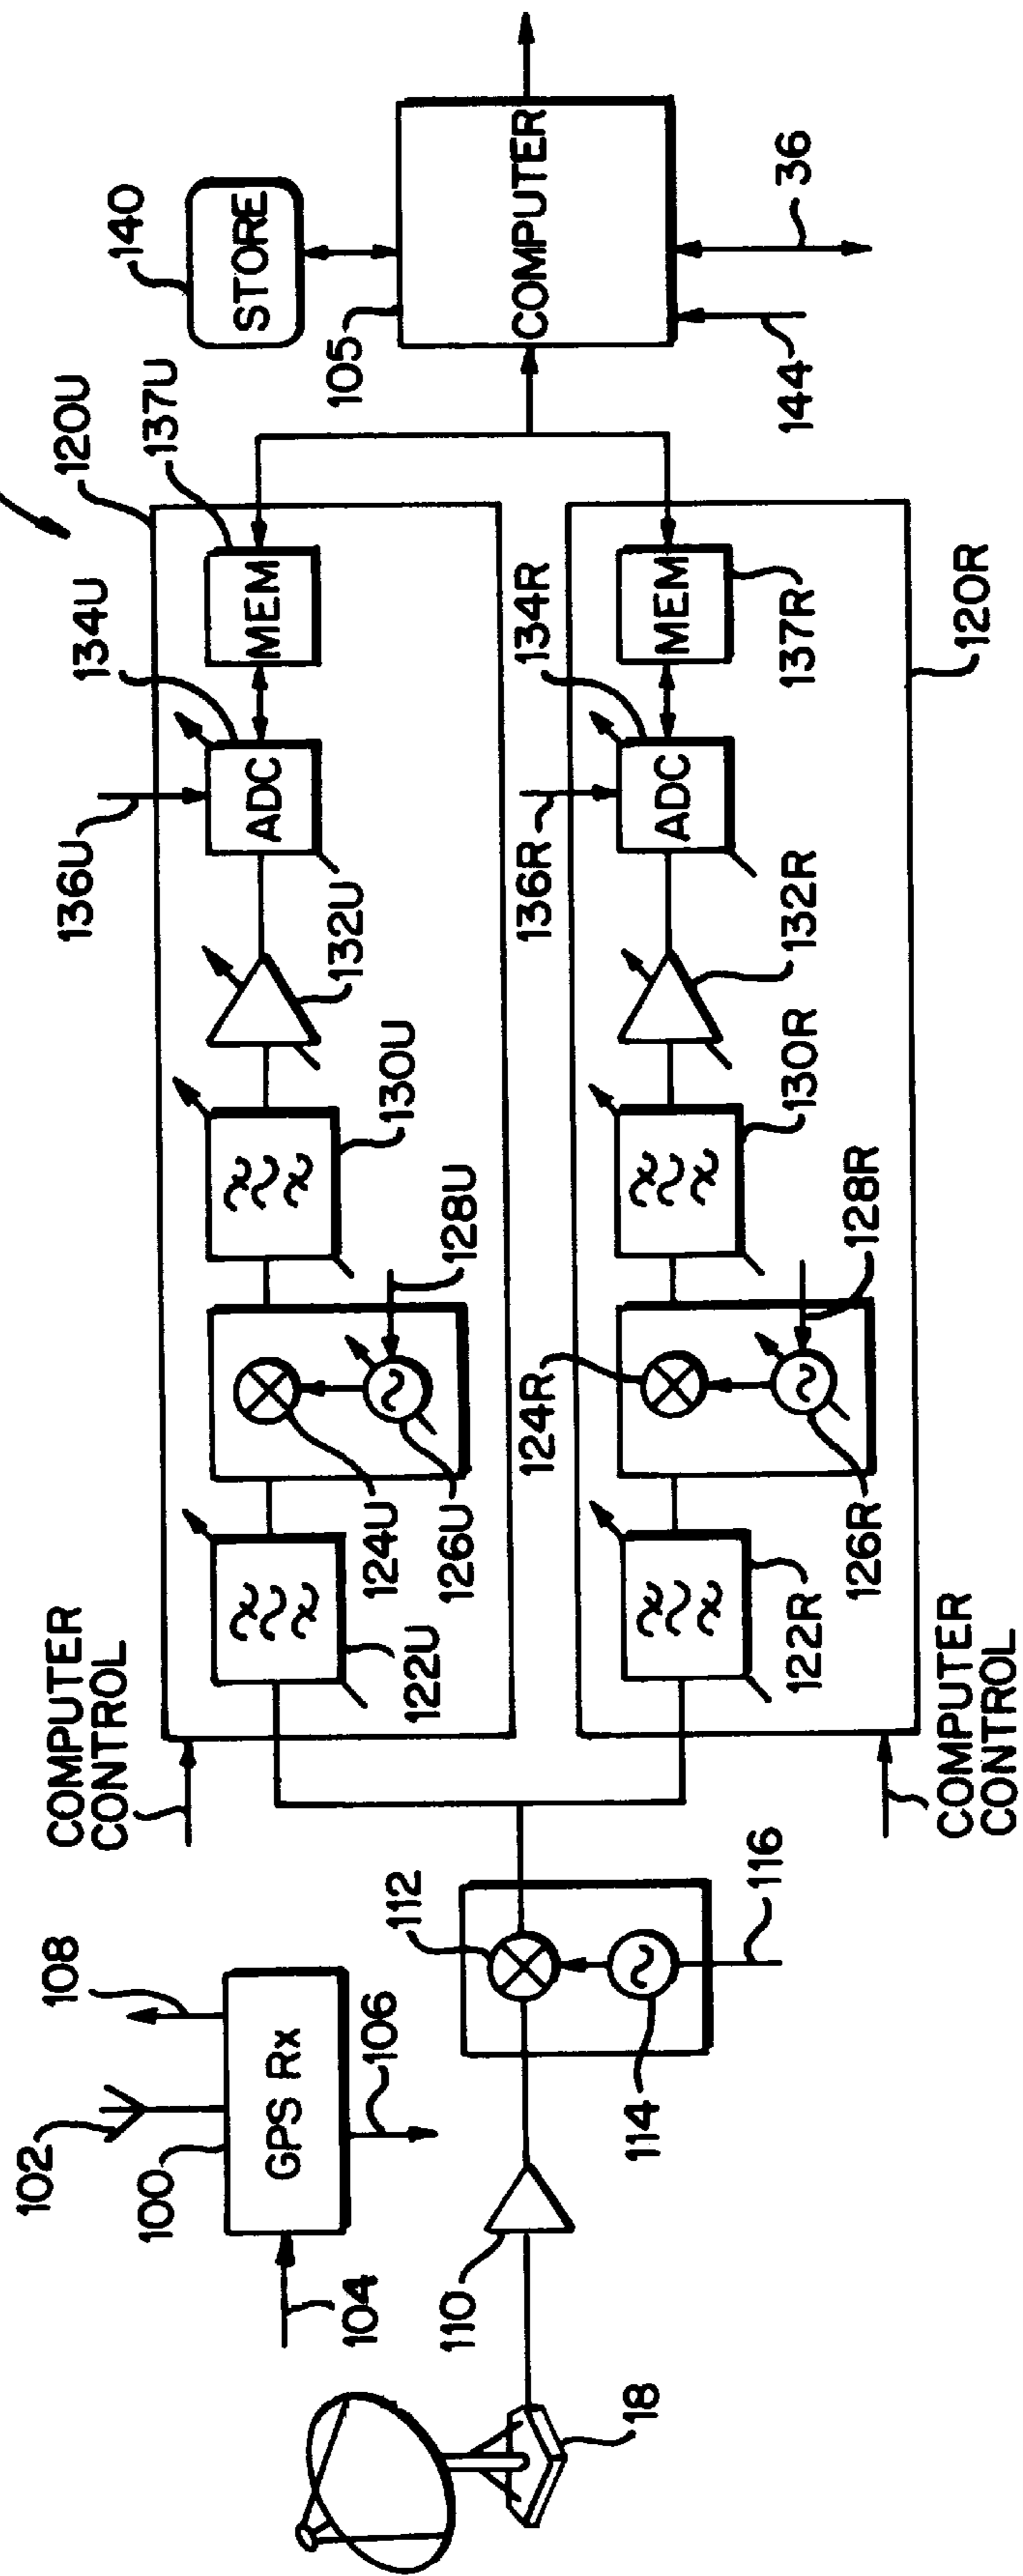 102
108
100
GPS Rx
104
106
18
110
112
114
116
COMPUTER
CONTROL
120U
122U
124U
126U
128U
130U
132U
136U
134U
ADC
137U
MEM
COMPUTER
CONTROL
120R
122R
124R
126R
128R
130R
132R
136R
134R
ADC
137R
MEM
140
STORE
105
COMPUTER
144
36